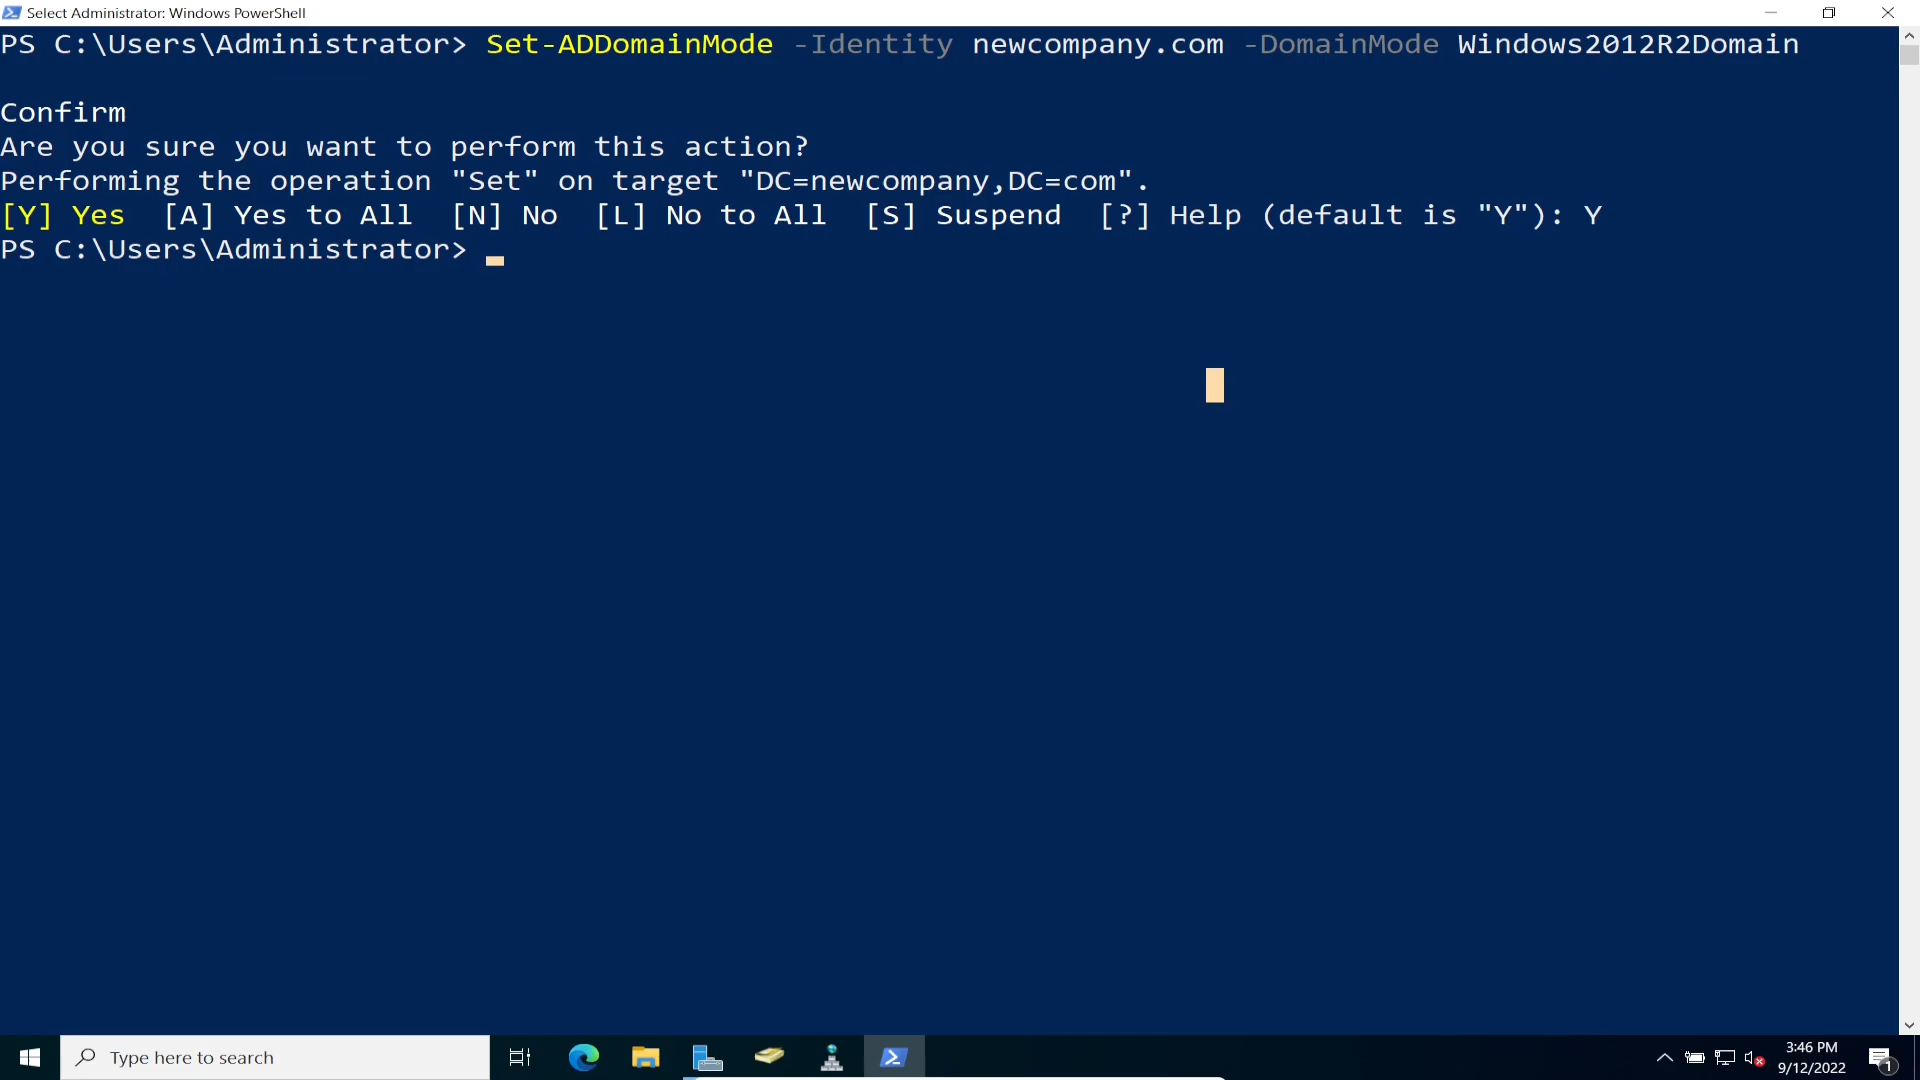 Select Administrator: Windows PowerShell
PS C:\Users\Administrator> Set-ADDomainMode -Identity newcompany.com -DomainMode Windows2012R2Domain
Confirm
Are you sure you want to perform this action?
Performing the operation "Set" on target "DC=newcompany,DC=com".
[Y] Yes  [A] Yes to All  [N] No  [L] No to All  [S] Suspend  [?] Help (default is "Y"): Y
PS C:\Users\Administrator>
Type here to search
3:46 PM
9/12/2022
1